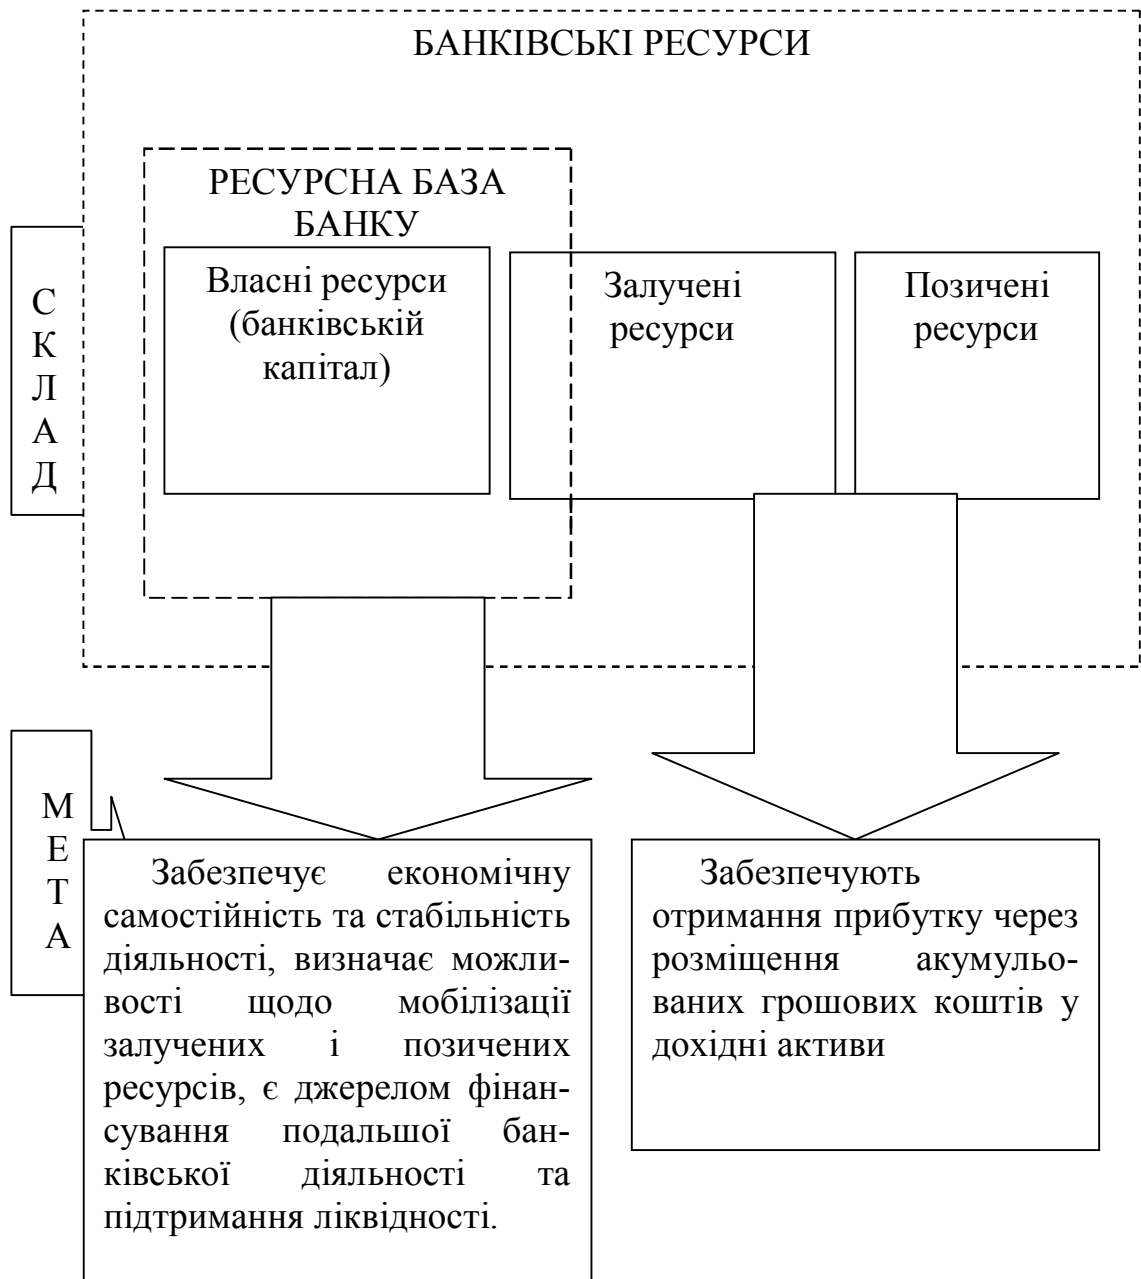 БАНКІВСЬКІ РЕСУРСИ
РЕСУРСНА БАЗА
БАНКУ
С
К
Л
А
Д
Власні ресурси
(банківській
капітал)
Залучені
ресурси
Позичені
ресурси
М
Е
Т
А
Забезпечує економічну
самостійність та стабільність
діяльності, визначає можли-
вості щодо мобілізації
залучених і позичених
ресурсів, є джерелом фінан-
сування подальшої бан-
ківської діяльності та
підтримання ліквідності.
Забезпечують
отримання прибутку через
розміщення акумульо-
ваних грошових коштів у
дохідні активи